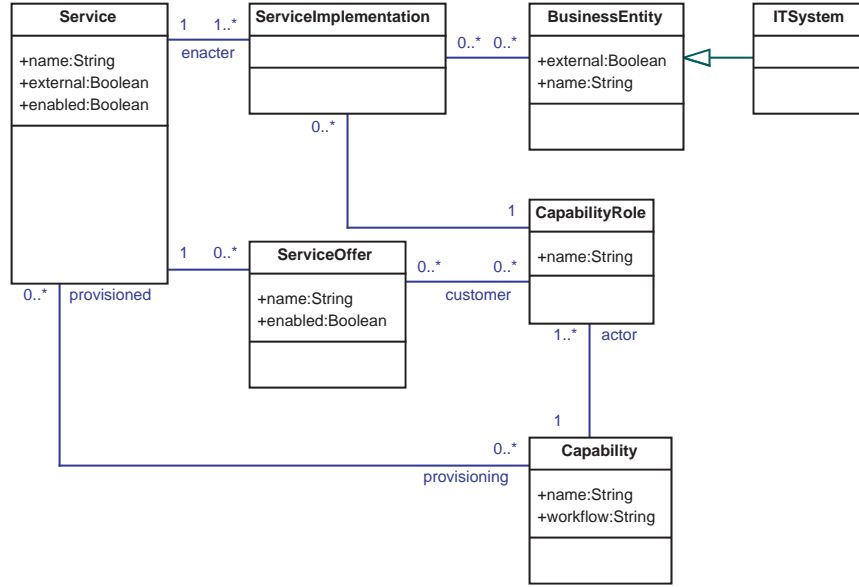 Service
+name:String
+external:Boolean
+enabled:Boolean
1 1..*
enacter
ServiceImplementation
0..* 0..*
BusinessEntity
+external:Boolean
+name:String
ITSystem
0..*
1
CapabilityRole
+name:String
1 0..*
ServiceOffer
+name:String
+enabled:Boolean
0..* 0..*
customer
0..* provisioned
1..* actor
1
0..*
provisioning
Capability
+name:String
+workflow:String